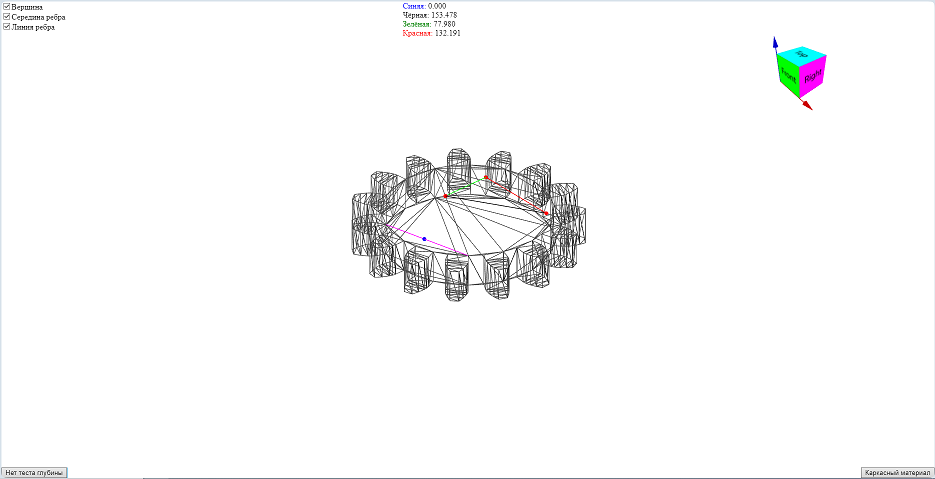 Вершина
Середина ребра
Линия ребра
Синяя: 0.000
Чёрная: 153.478
Зелёная: 77.980
Красная: 132.191
Top
Front
Right
Нет теста глубины
Каркасный материал